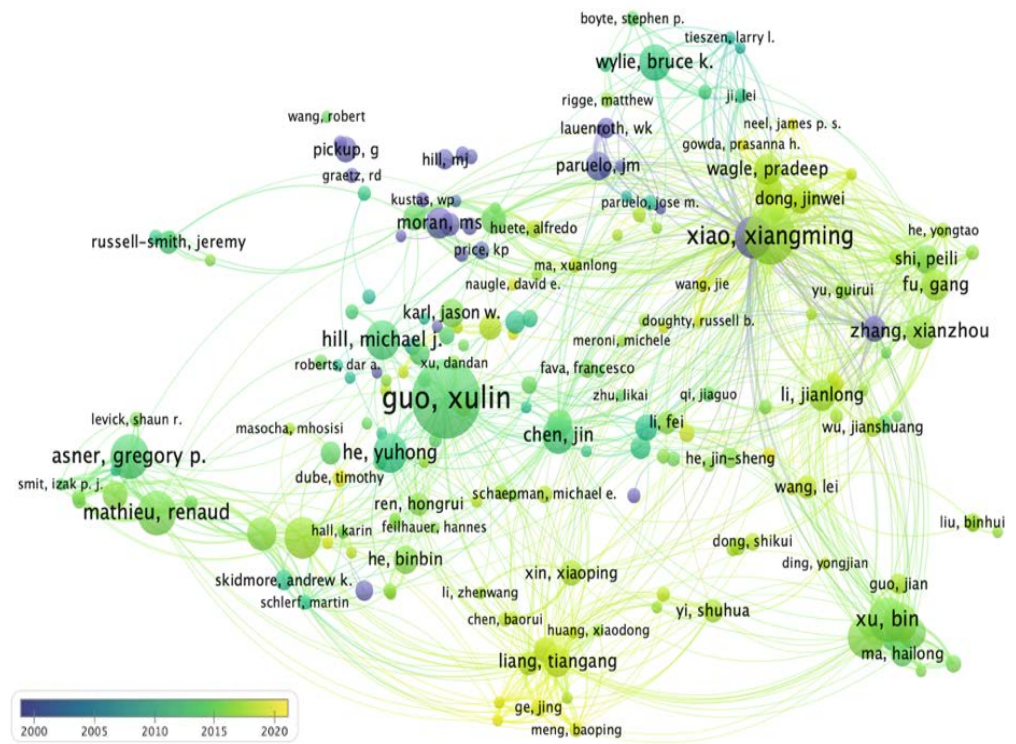 boyte, stephen p.
tieszen, larry l.
wylie, bruce k.
ji, lei
rigge, matthew
wang, robert
neel, james p. s.
lauenroth, wk
gowda, prasanna h.
pickup, g
hill, mj
paruelo, jm
wagle, pradeep
graetz, rd
kustas, wp
paruelo, jose m.
dong, jinwei
moran, ms
huete, alfredo
he, yongtao
xiao, xiangming
russell-smith, jeremy
price, kp
shi, peili
ma, xuanlong
naugle, david e.
wang, jie
yu, guirui
fu, gang
karl, jason w.
doughty, russell b.
zhang, xianzhou
hill, michael j.
meroni, michele
roberts, dar a.
xu, dandan
fava, francesco
guo, xulin
zhu, likai
qi, jiaguo
li, jianlong
levick, shaun r.
masocha, mhosisi
chen, jin
li, fei
wu, jianshuang
asner, gregory p.
he, yuhong
he, jin-sheng
smit, izak p. j.
dube, timothy
wang, lei
schaepman, michael e.
ren, hongrui
mathieu, renaud
hall, karin
feilhauer, hannes
liu, binhui
dong, shikui
he, binbin
ding, yongjian
skidmore, andrew k.
xin, xiaoping
guo, jian
schlerf, martin
li, zhenwang
yi, shuhua
chen, baorui
xu, bin
huang, xiaodong
ma, hailong
liang, tiangang
ge, jing
meng, baoping
2000 2005 2010 2015 2020